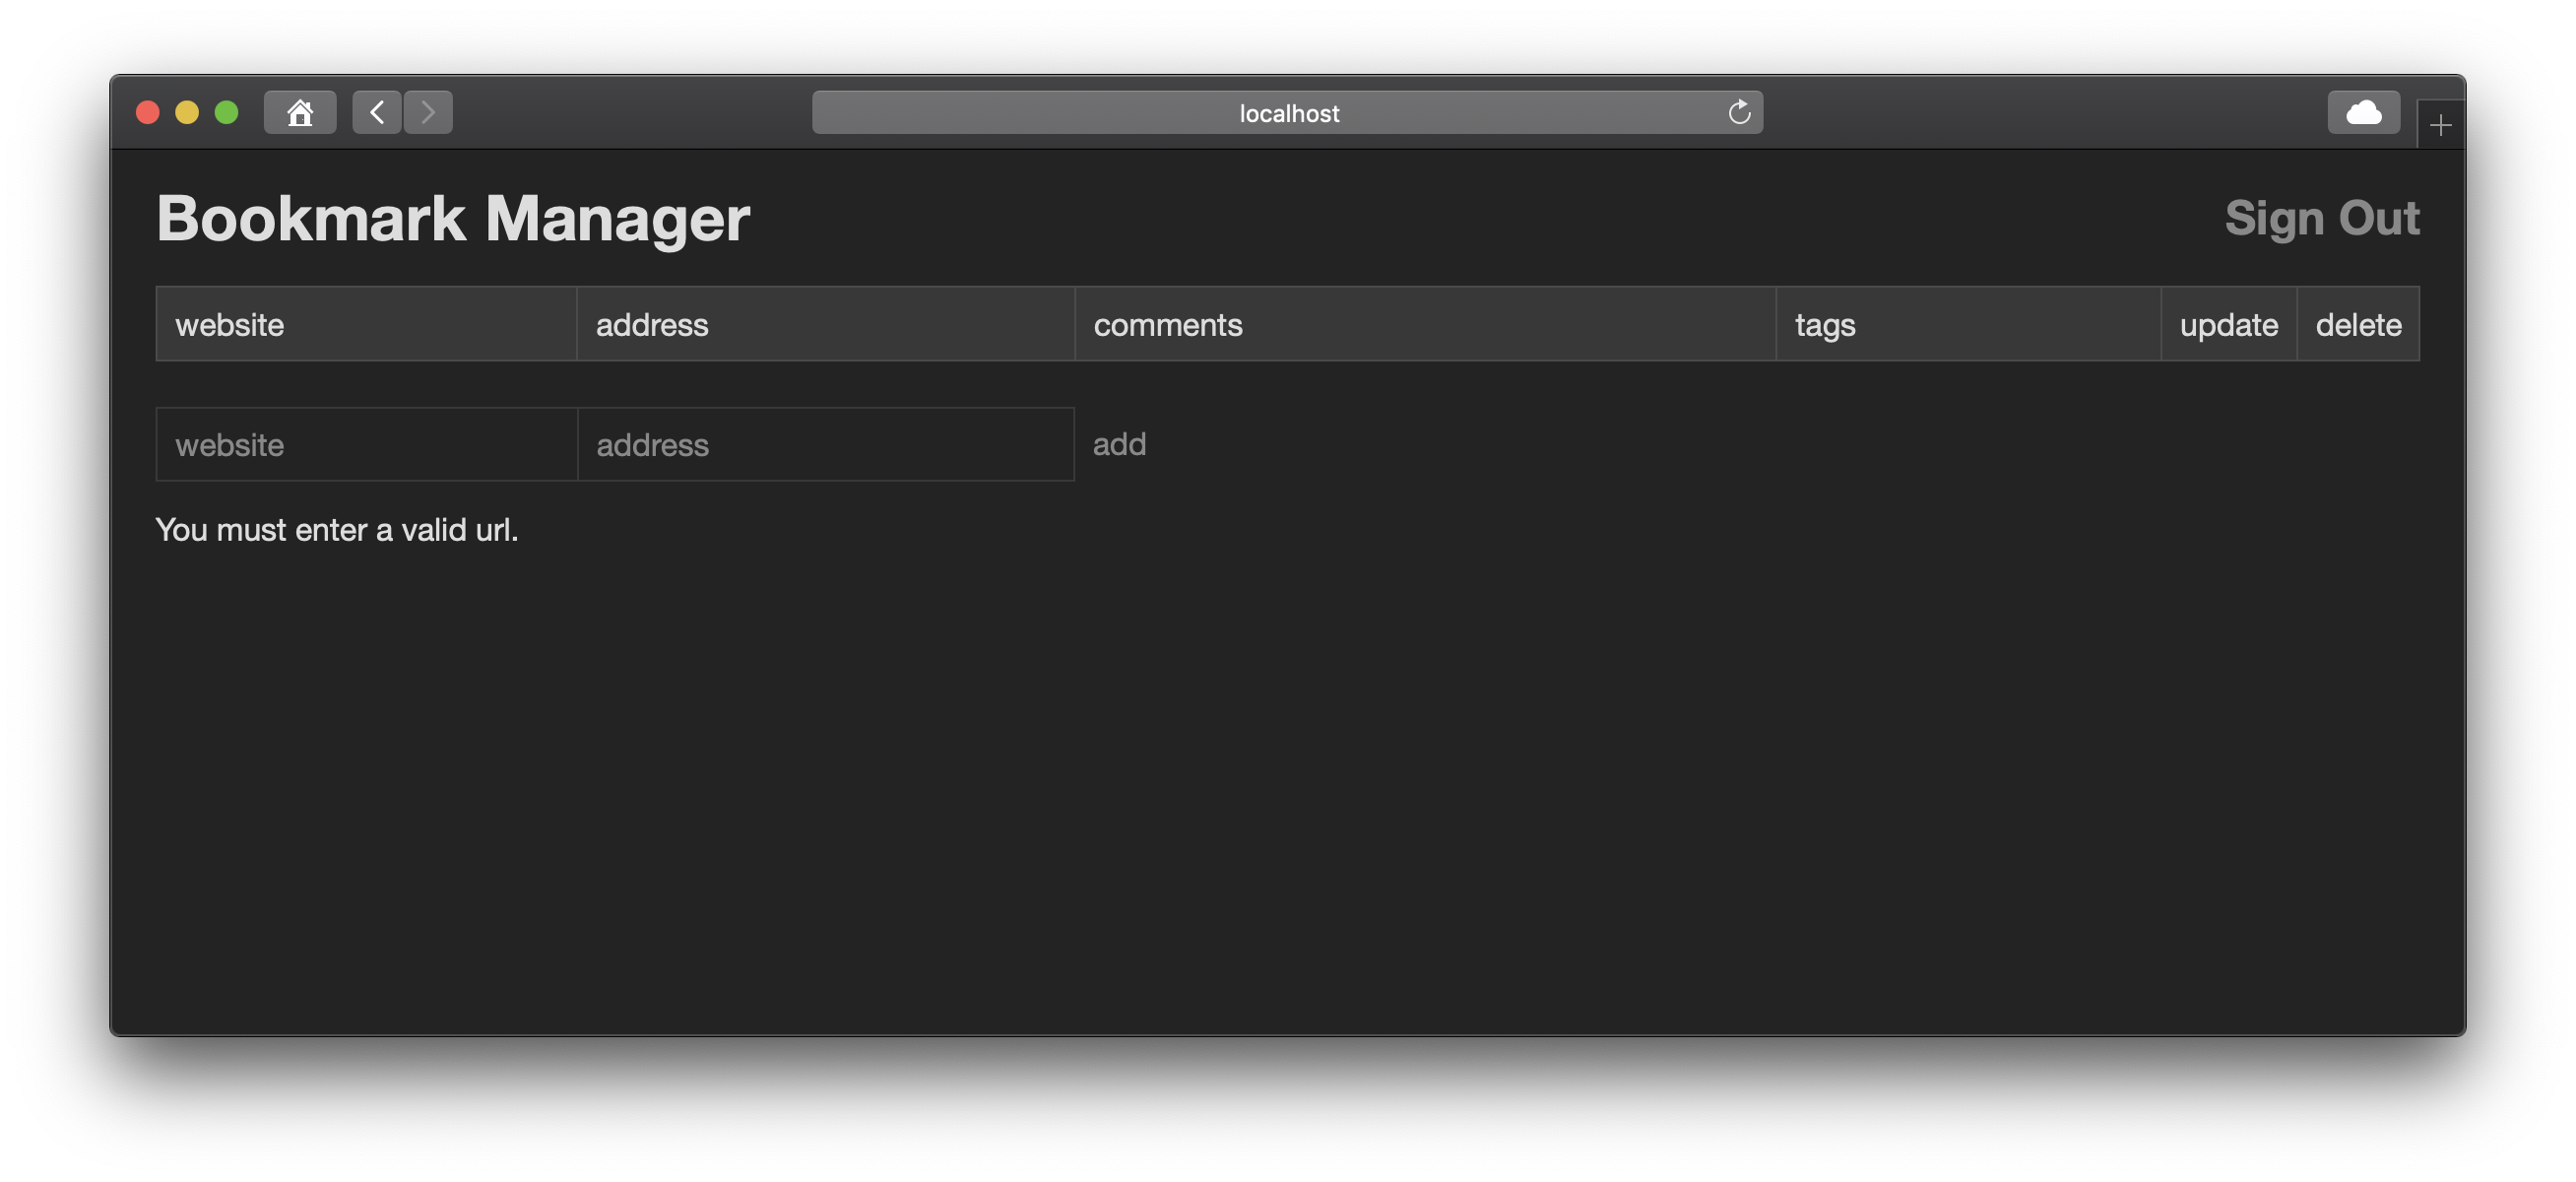 localhost
Bookmark Manager Sign Out
website address comments tags update delete
website address add
You must enter a valid url.